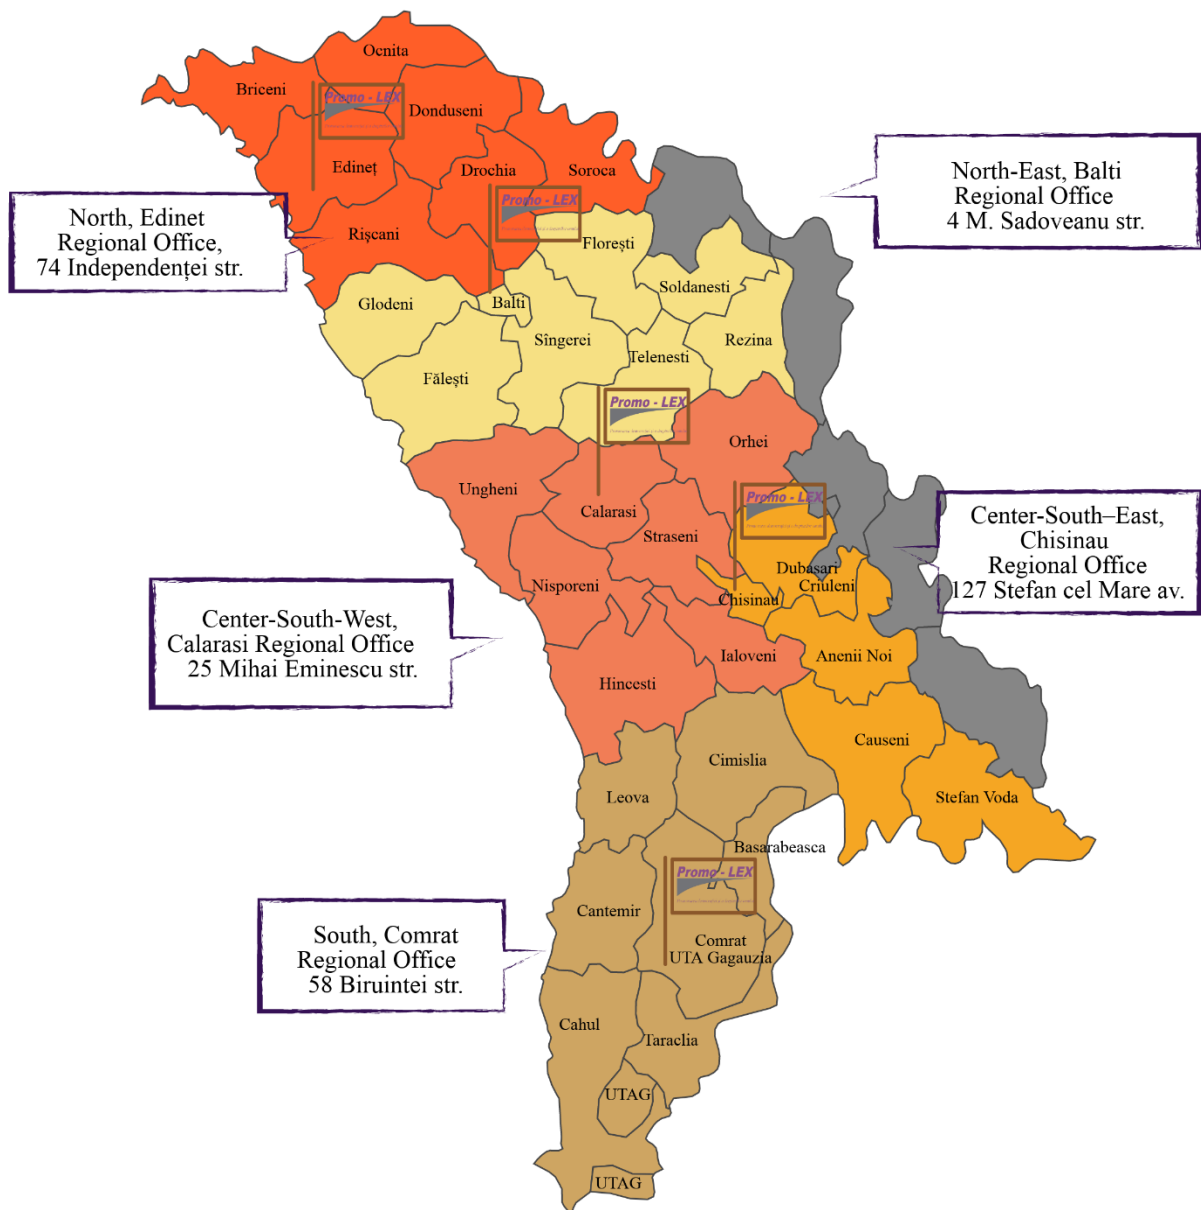 Ocnita
Briceni
Promo - LEX
Donduseni
Edineț
Drochia
Soroca
North-East, Balti
Regional Office
4 M. Sadoveanu str.
North, Edinet
Regional Office,
74 Independenței str.
Promo - LEX
Rișcani
Florești
Glodeni
Balti
Soldanesti
Sîngerei
Rezina
Telenesti
Fălești
Promo - LEX
Orhei
Ungheni
Promo - LEX
Calarasi
Straseni
Center-South–East,
Chisinau
Regional Office
127 Stefan cel Mare av.
Dubasari
Criuleni
Nisporeni
Chisinau
Center-South-West,
Calarasi Regional Office
25 Mihai Eminescu str.
Ialoveni
Anenii Noi
Hincesti
Causeni
Cimislia
Leova
Stefan Voda
Basarabeasca
Promo - LEX
Cantemir
South, Comrat
Regional Office
58 Biruintei str.
Comrat
UTA Gagauzia
Cahul
Taraclia
UTAG
UTAG